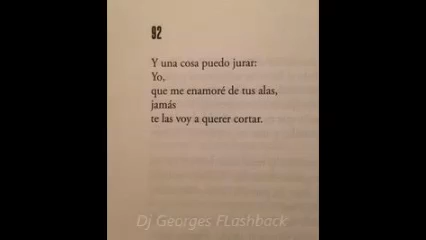 92
Y una cosa puedo jurar:
Yo,
que me enamoré de tus alas,
jamás
te las voy a querer cortar.
Dj Georges FLashback